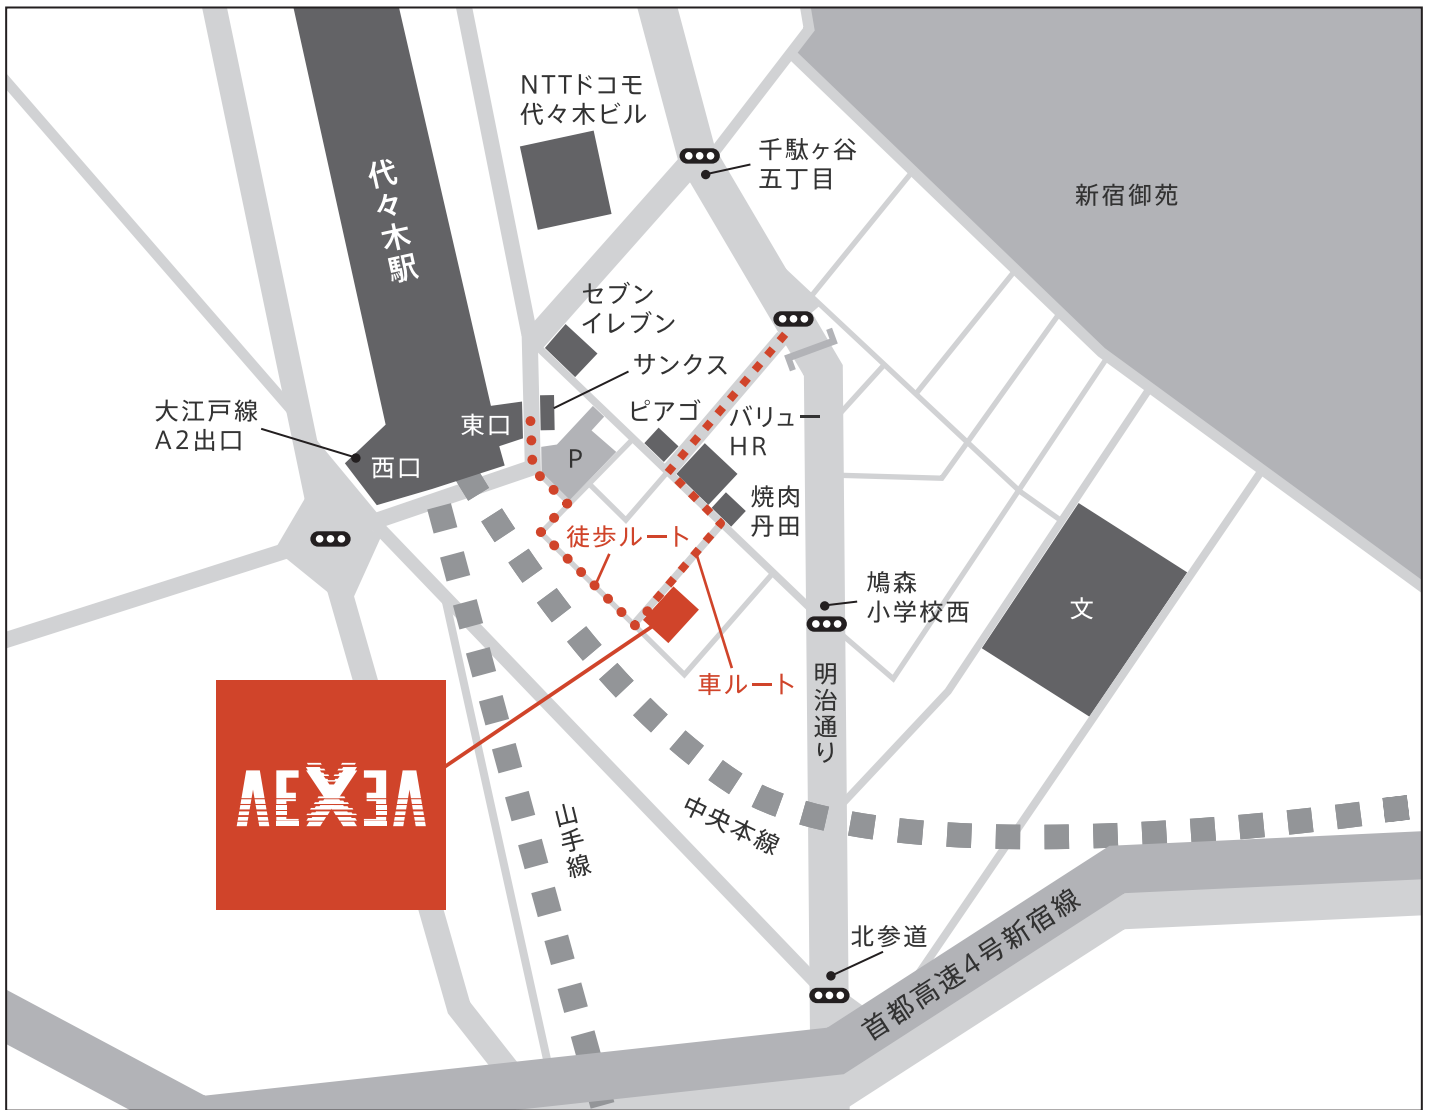 NTTドコモ
代々木ビル
千駄ヶ谷
五丁目
新宿御苑
代々木駅
セブン
イレブン
サンクス
ピアゴ
バリュー
HR
大江戸線
A2出口
東口
西口
P
焼肉
丹田
徒歩ルート
鳩森
小学校西
文
車ルート
明治通り
AEXEA
山手線
中央本線
北参道
首都高速4号新宿線